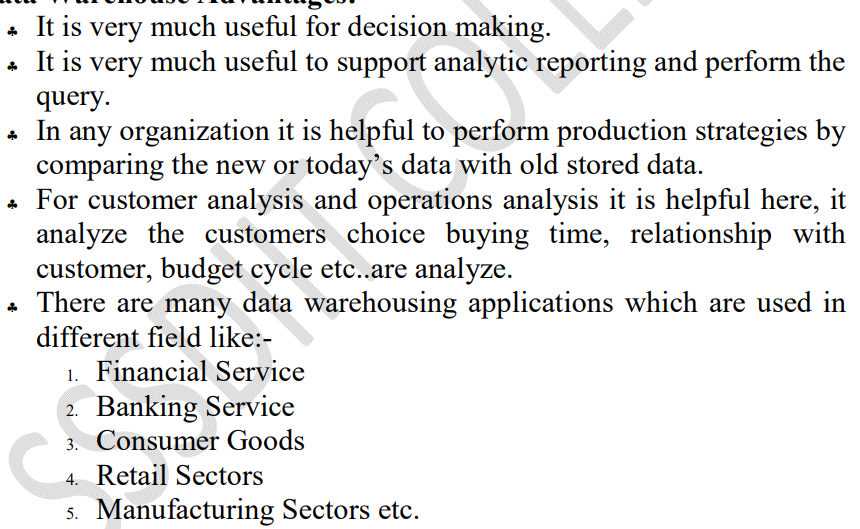 Data Warehouse Advantages:
♣ It is very much useful for decision making.
♣ It is very much useful to support analytic reporting and perform the
query.
♣ In any organization it is helpful to perform production strategies by
comparing the new or today's data with old stored data.
♣ For customer analysis and operations analysis it is helpful here, it
analyze the customers choice buying time, relationship with
customer, budget cycle etc..are analyze.
♣ There are many data warehousing applications which are used in
different field like:-
1. Financial Service
2. Banking Service
3. Consumer Goods
4. Retail Sectors
5. Manufacturing Sectors etc.
SSSDIIT COLL